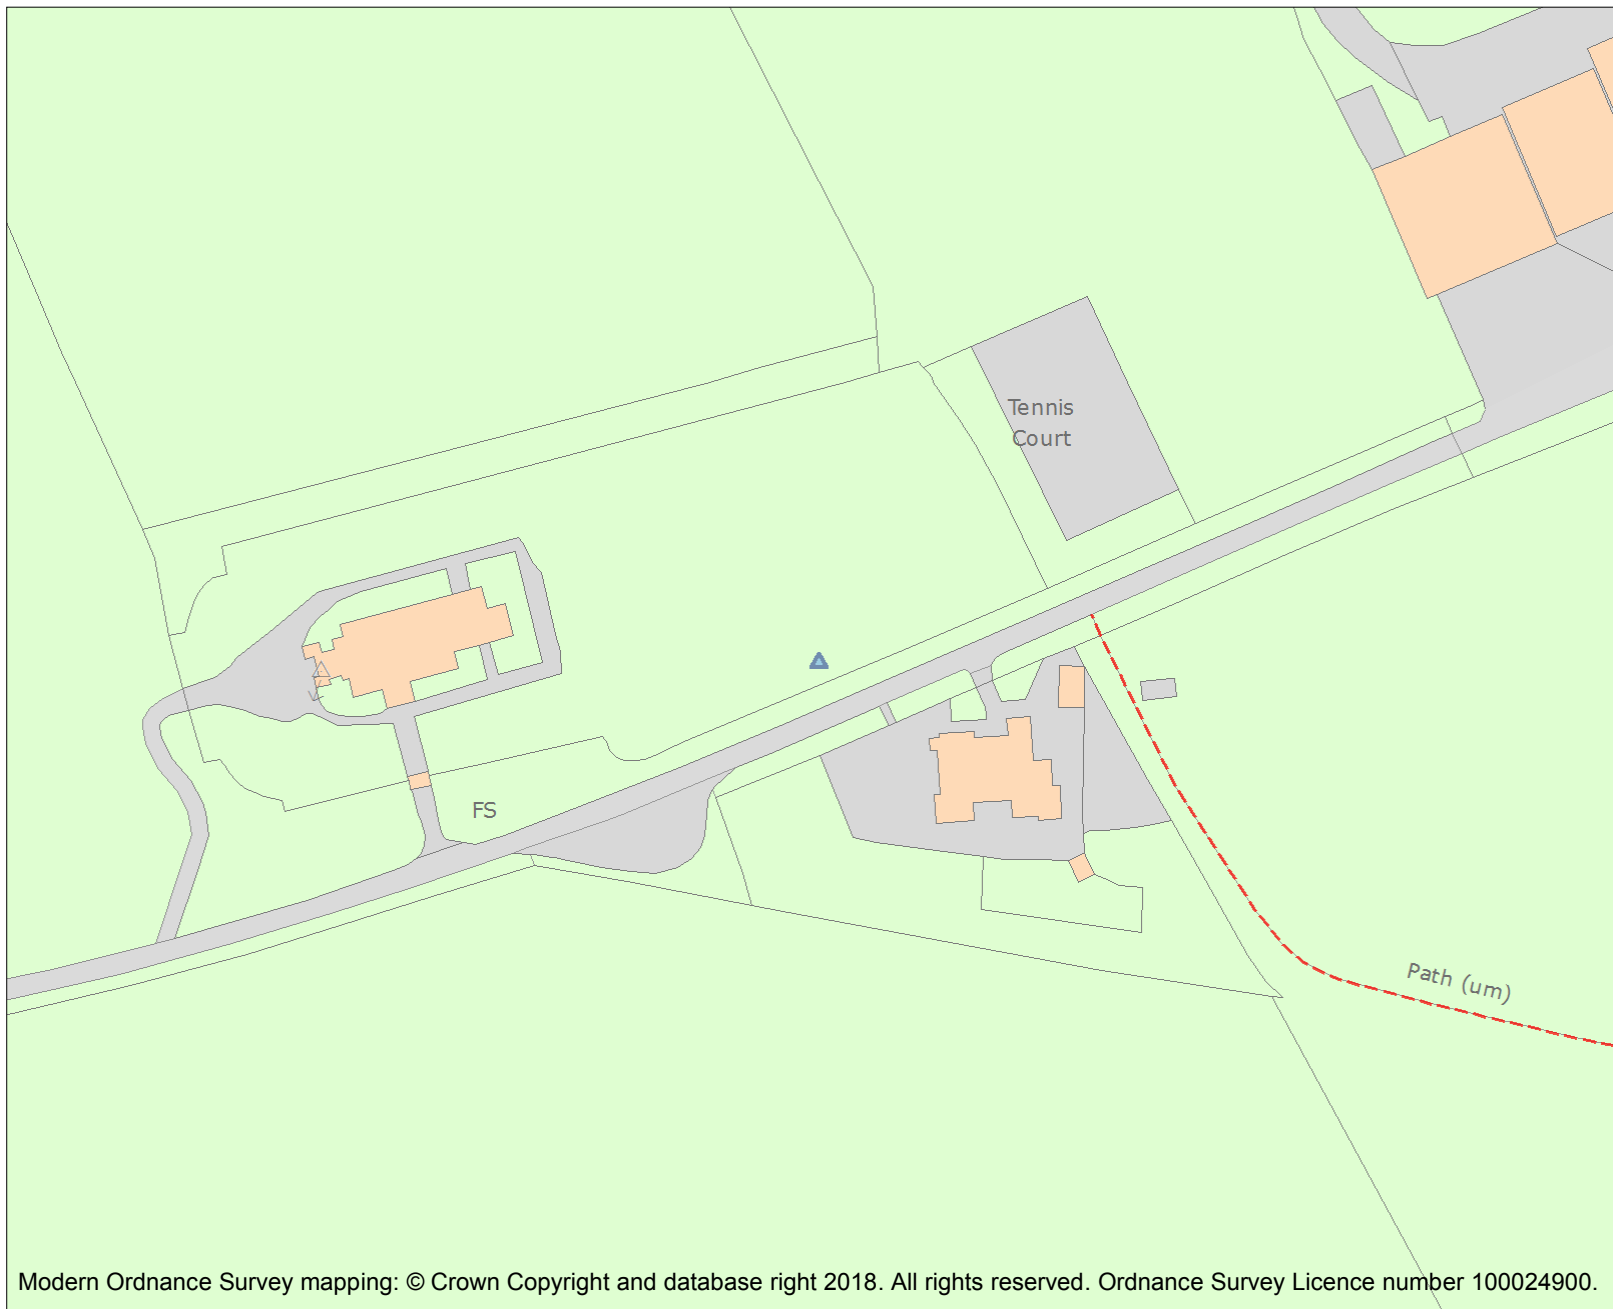 Tennis
Court
FS
Path (um)
Modern Ordnance Survey mapping: © Crown Copyright and database right 2018. All rights reserved. Ordnance Survey Licence number 100024900.